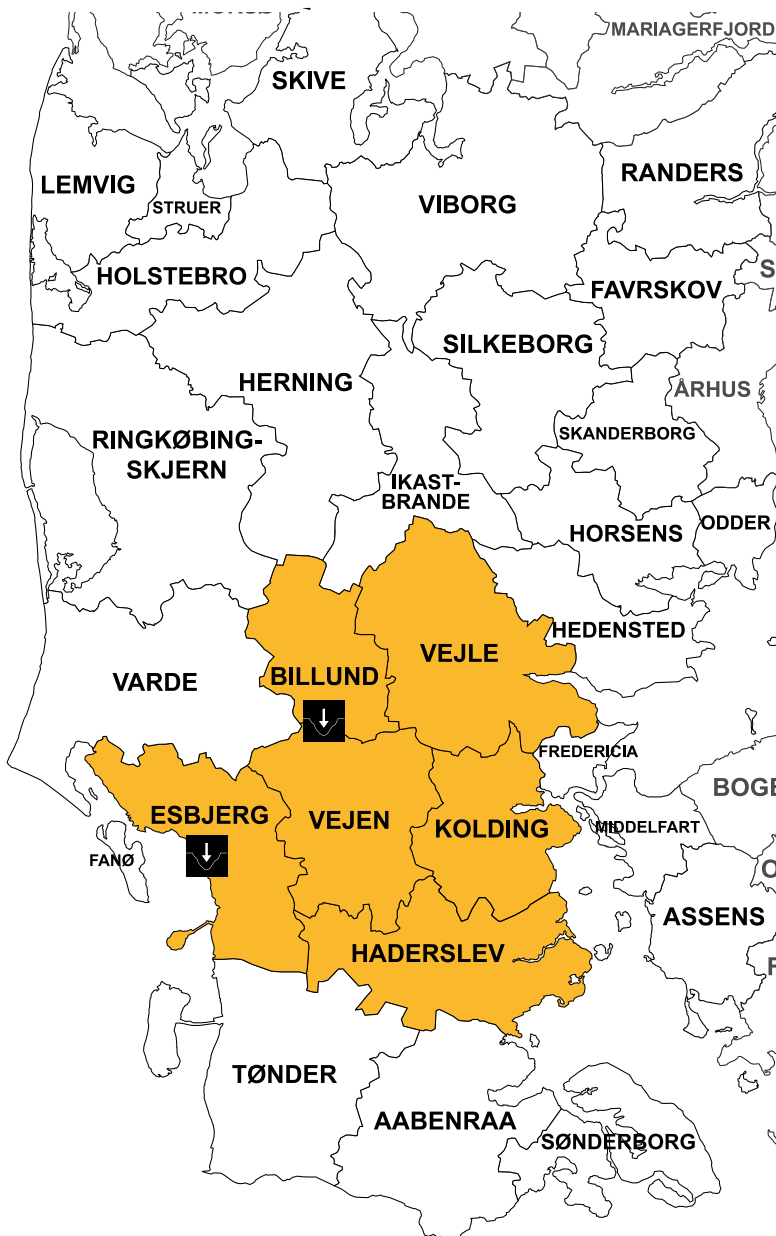 MARIAGERFJORD
SKIVE
RANDERS
LEMVIG
VIBORG
STRUER
HOLSTEBRO
FAVRSKOV
SILKEBORG
HERNING
ÅRHUS
SKANDERBORG
RINGKØBING-
SKJERN
IKAST-
BRANDE
HORSENS
ODDER
HEDENSTED
VEJLE
BILLUND
VARDE
FREDERICIA
BOGE
ESBJERG
VEJEN
KOLDING
MIDDELFART
FANØ
ASSENS
HADERSLEV
TØNDER
AABENRAA
SØNDERBORG